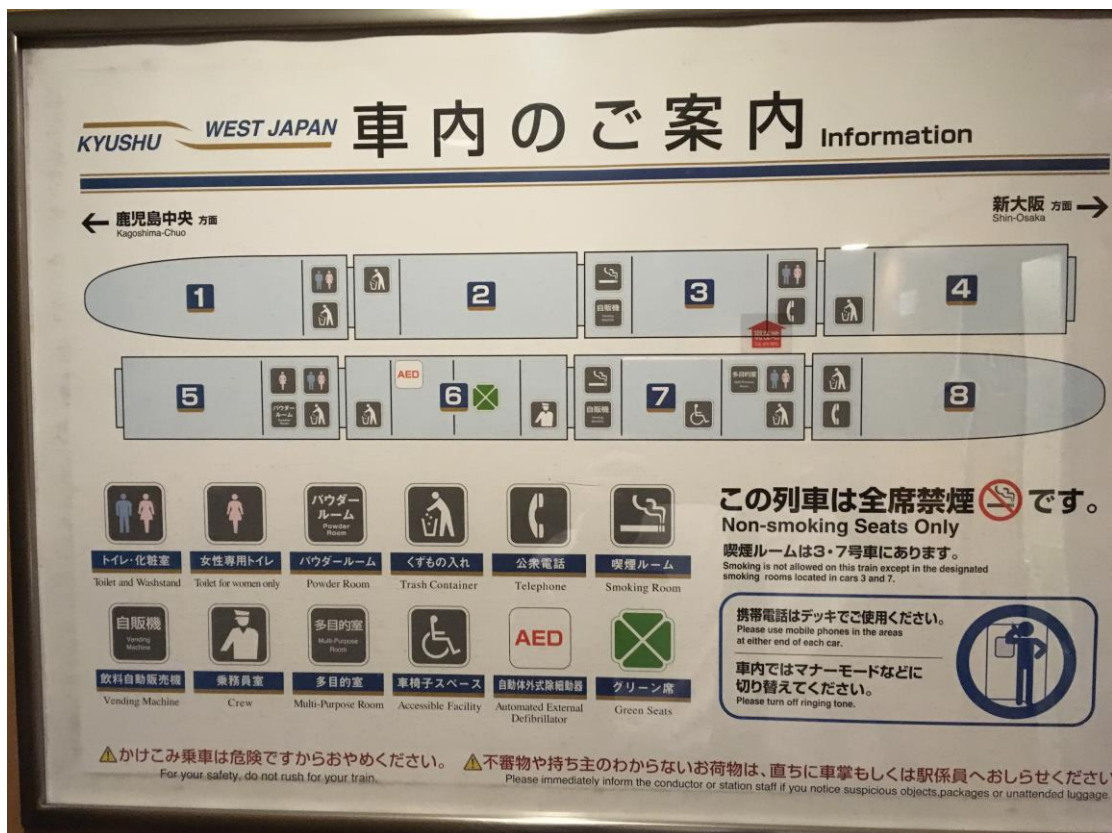 KYUSHU WEST JAPAN 車内のご案内 Information
← 鹿児島中央 方面
Kagoshima-Chuo
新大阪 方面 →
Shin-Osaka
1 2 3 4
自販機
Vending Machine
現在地
5 6 7 8
AED
多目的室
Multi-Purpose Room
パウダールーム
Powder Room
自販機
Vending Machine
パウダー
ルーム
Powder
Room
トイレ・化粧室 女性専用トイレ パウダールーム くずもの入れ 公衆電話 喫煙ルーム
Toilet and Washstand Toilet for women only Powder Room Trash Container Telephone Smoking Room
自販機
Vending
Machine
多目的室
Multi-Purpose
Room
AED
飲料自動販売機 乗務員室 多目的室 車椅子スペース 自動体外式除細動器 グリーン席
Vending Machine Crew Multi-Purpose Room Accessible Facility Automated External Defibrillator Green Seats
この列車は全席禁煙です。
Non-smoking Seats Only
喫煙ルームは3・7号車にあります。
Smoking is not allowed on this train except in the designated
smoking rooms located in cars 3 and 7.
携帯電話はデッキでご使用ください。
Please use mobile phones in the areas
at either end of each car.
車内ではマナーモードなどに
切り替えてください。
Please turn off ringing tone.
かけこみ乗車は危険ですからおやめください。
For your safety, do not rush for your train.
不審物や持ち主のわからないお荷物は、直ちに車掌もしくは駅係員へおしらせください
Please immediately inform the conductor or station staff if you notice suspicious objects,packages or unattended luggage.